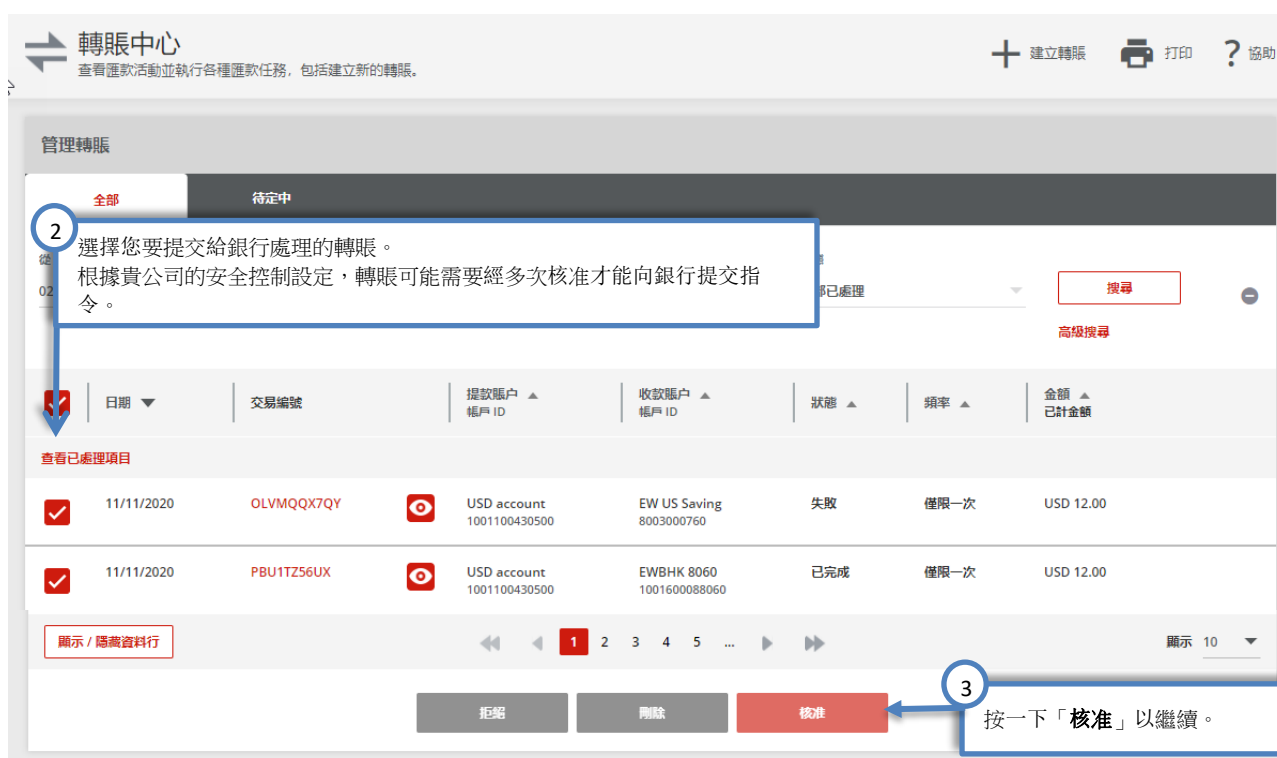 轉賬中心
查看匯款活動並執行各種匯款任務, 包括建立新的轉賬。
建立轉賬 打印 ? 協助
管理轉賬
全部 待定中
2
選擇您要提交給銀行處理的轉賬。
根據貴公司的安全控制設定，轉賬可能需要經多次核准才能向銀行提交指
令。
從
02
已處理
搜尋
高級搜尋
日期 交易編號 提款賬户 收款賬户 狀態 頻率 金額
帳戶 ID 帳戶 ID 已計金額
查看已處理項目
11/11/2020 OLVMQQX7QY USD account EW US Saving 失敗 僅限一次 USD 12.00
1001100430500 8003000760
11/11/2020 PBU1TZ56UX USD account EWBHK 8060 已完成 僅限一次 USD 12.00
1001100430500 1001600088060
顯示 / 隱藏資料行 1 2 3 4 5 ... 顯示 10
拒絕 刪除 核准
3
按一下「核准」以繼續。